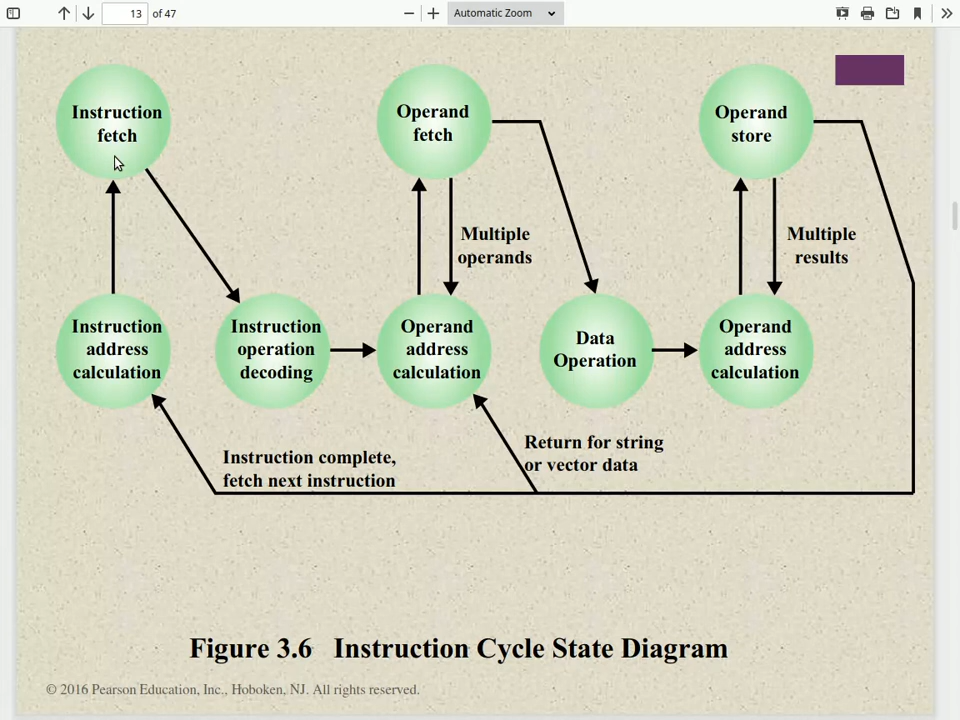 13 of 47
Automatic Zoom
Instruction
fetch
Operand
fetch
Operand
store
Multiple
operands
Multiple
results
Instruction
address
calculation
Instruction
operation
decoding
Operand
address
calculation
Data
Operation
Operand
address
calculation
Instruction complete,
fetch next instruction
Return for string
or vector data
Figure 3.6 Instruction Cycle State Diagram
© 2016 Pearson Education, Inc., Hoboken, NJ. All rights reserved.